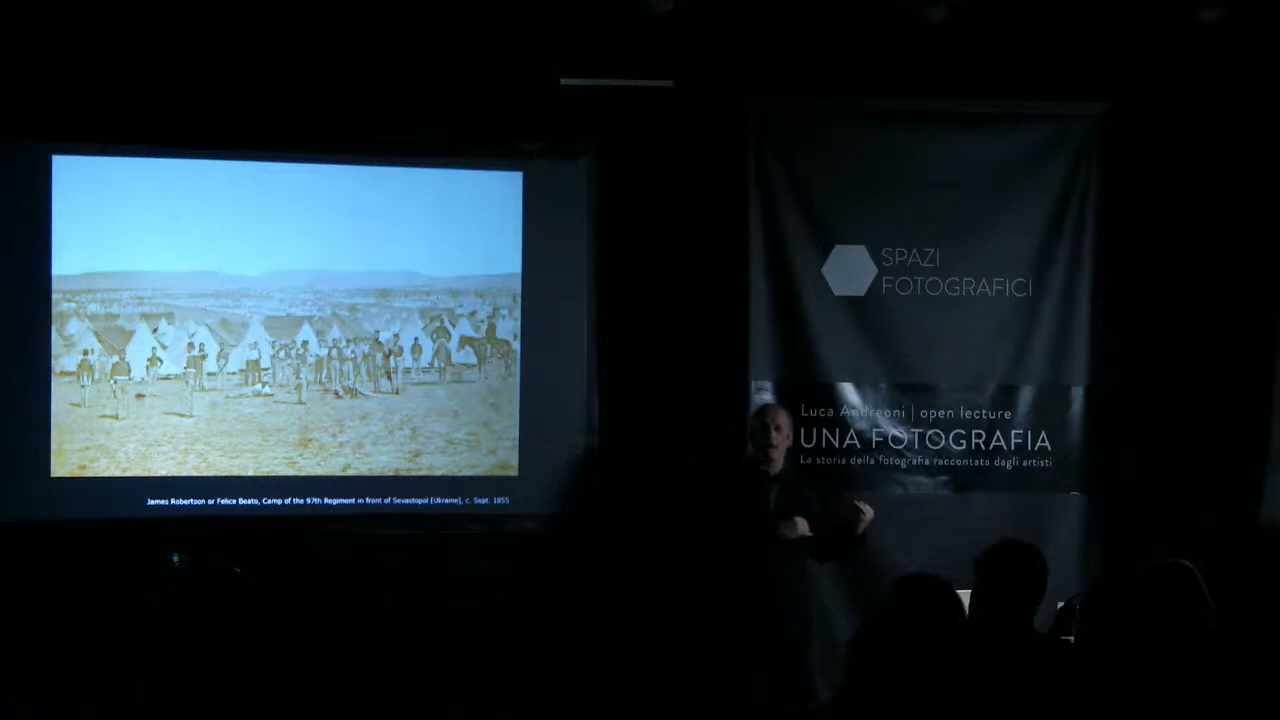 James Robertson or Felice Beato, Camp of the 97th Regiment in front of Sevastopol [Ukraine], c. Sept. 1855
SPAZI
FOTOGRAFICI
Luca Andreoni | open lecture
UNA FOTOGRAFIA
La storia della fotografia raccontata dagli artisti